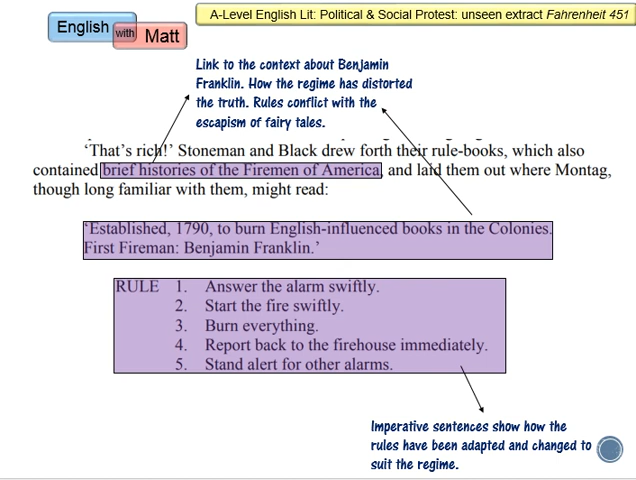 A-Level English Lit: Political & Social Protest: unseen extract Fahrenheit 451
English with Matt
Link to the context about Benjamin
Franklin. How the regime has distorted
the truth. Rules conflict with the
escapism of fairy tales.
‘That’s rich!’ Stoneman and Black drew forth their rule-books, which also
contained brief histories of the Firemen of America, and laid them out where Montag,
though long familiar with them, might read:
‘Established, 1790, to burn English-influenced books in the Colonies.
First Fireman: Benjamin Franklin.’
RULE 1. Answer the alarm swiftly.
2. Start the fire swiftly.
3. Burn everything.
4. Report back to the firehouse immediately.
5. Stand alert for other alarms.
Imperative sentences show how the
rules have been adapted and changed to
suit the regime.